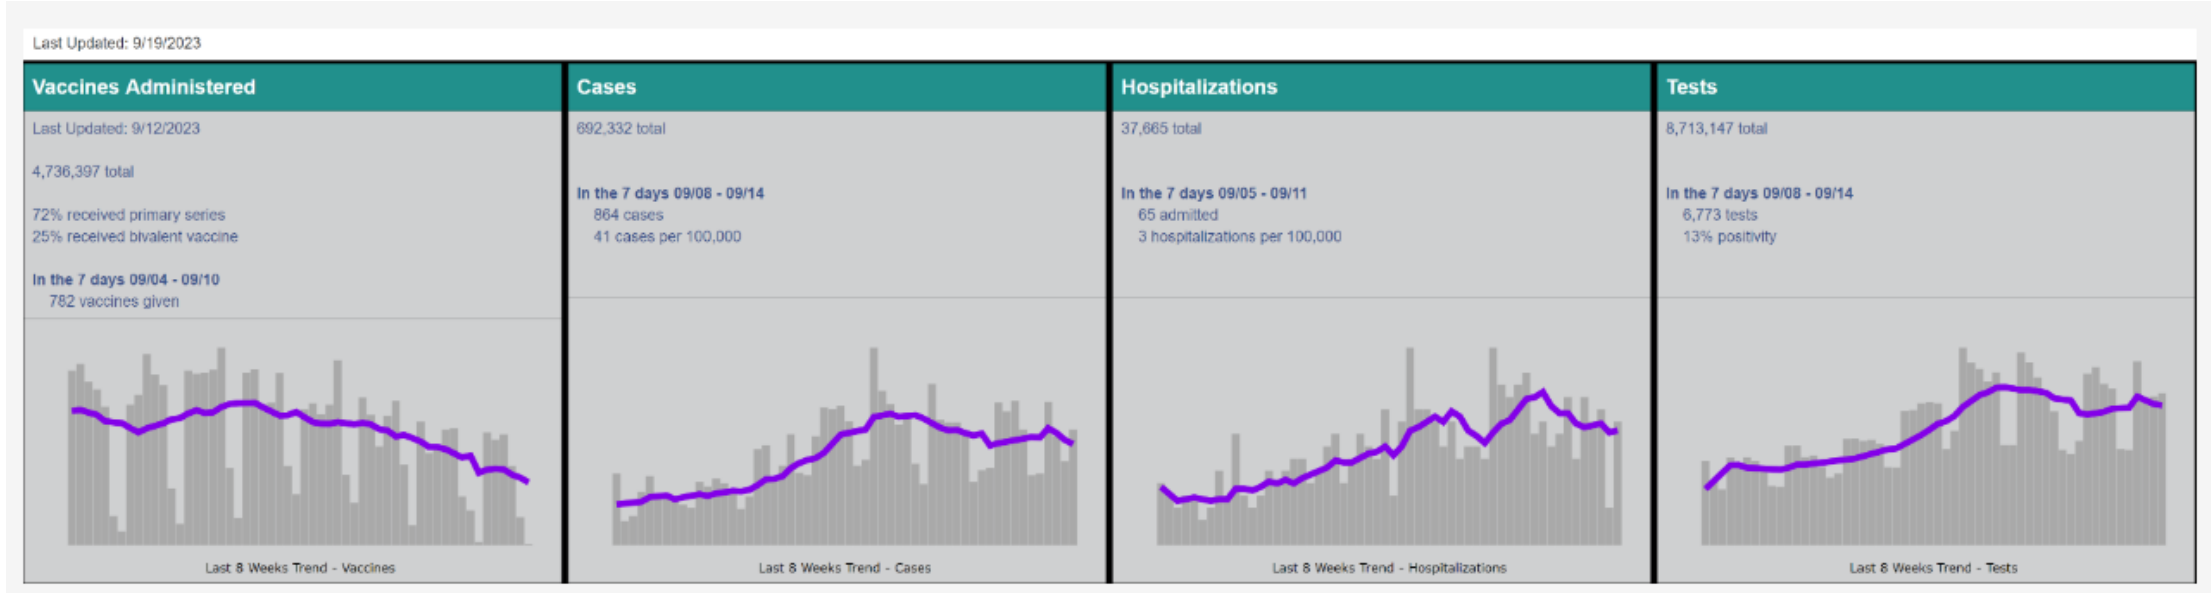 Last Updated: 9/19/2023
Vaccines Administered
Last Updated: 9/12/2023
4,736,397 total
72% received primary series
25% received bivalent vaccine
In the 7 days 09/04 - 09/10
782 vaccines given
Last 8 Weeks Trend - Vaccines
Cases
692,332 total
In the 7 days 09/08 - 09/14
864 cases
41 cases per 100,000
Last 8 Weeks Trend - Cases
Hospitalizations
37,665 total
In the 7 days 09/05 - 09/11
65 admitted
3 hospitalizations per 100,000
Last 8 Weeks Trend - Hospitalizations
Tests
8,713,147 total
In the 7 days 09/08 - 09/14
6,773 tests
13% positivity
Last 8 Weeks Trend - Tests